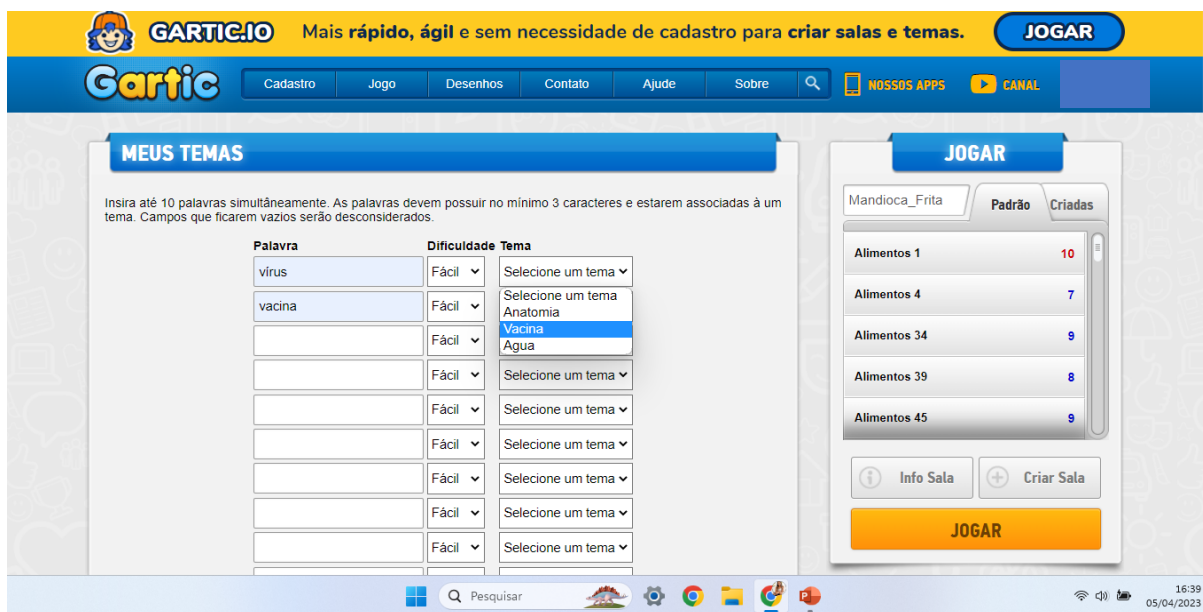 GARTIC.IO Mais rápido, ágil e sem necessidade de cadastro para criar salas e temas. JOGAR
Gartic Cadastro Jogo Desenhos Contato Ajude Sobre NOSSOS APPS CANAL
MEUS TEMAS
Insira até 10 palavras simultâneamente. As palavras devem possuir no mínimo 3 caracteres e estarem associadas à um
tema. Campos que ficarem vazios serão desconsiderados.
Palavra Dificuldade Tema
vírus Fácil Selecione um tema
vacina Fácil
Selecione um tema
Anatomia
Vacina
Agua
Fácil
Fácil Selecione um tema
Fácil Selecione um tema
Fácil Selecione um tema
Fácil Selecione um tema
Fácil Selecione um tema
Fácil Selecione um tema
JOGAR
Mandioca_Frita Padrão Criadas
Alimentos 1 10
Alimentos 4 7
Alimentos 34 9
Alimentos 39 8
Alimentos 45 9
Info Sala Criar Sala
JOGAR
Pesquisar
16:39
05/04/2023